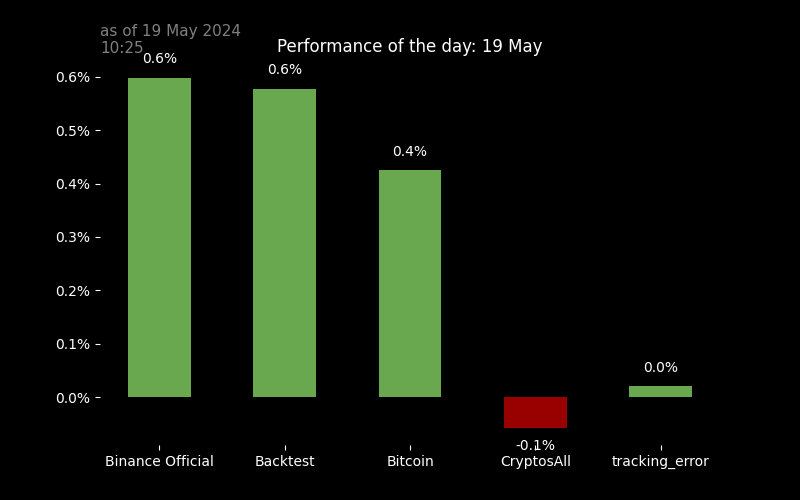 as of 19 May 2024
10:25
Performance of the day: 19 May
0.6%
0.6%
0.4%
-0.1%
0.0%
0.6%
0.5%
0.4%
0.3%
0.2%
0.1%
0.0%
Binance Official
Backtest
Bitcoin
CryptosAll
tracking_error